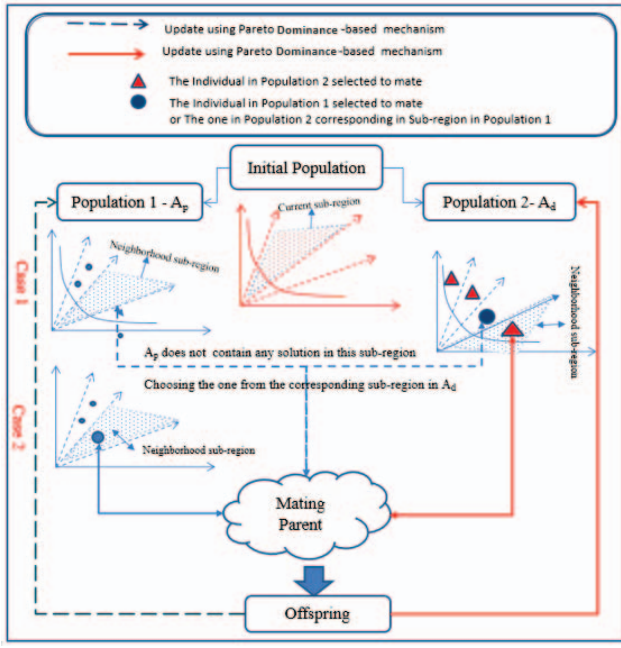 Update using Pareto Dominance -based mechanism
Update using Pareto Dominance-based mechanism
The Individual in Population 2 selected to mate
The Individual in Population 1 selected to mate
or The one in Population 2 corresponding in Sub-region in Population 1
Initial Population
Population 1 - Ap
Population 2- Ad
Current sub-region
Neighborhood sub-region
Neighborhood sub-region
Case 1
Ap does not contain any solution in this sub-region
Choosing the one from the corresponding sub-region in Ad
Case 2
Neighborhood sub-region
Mating
Parent
Offspring